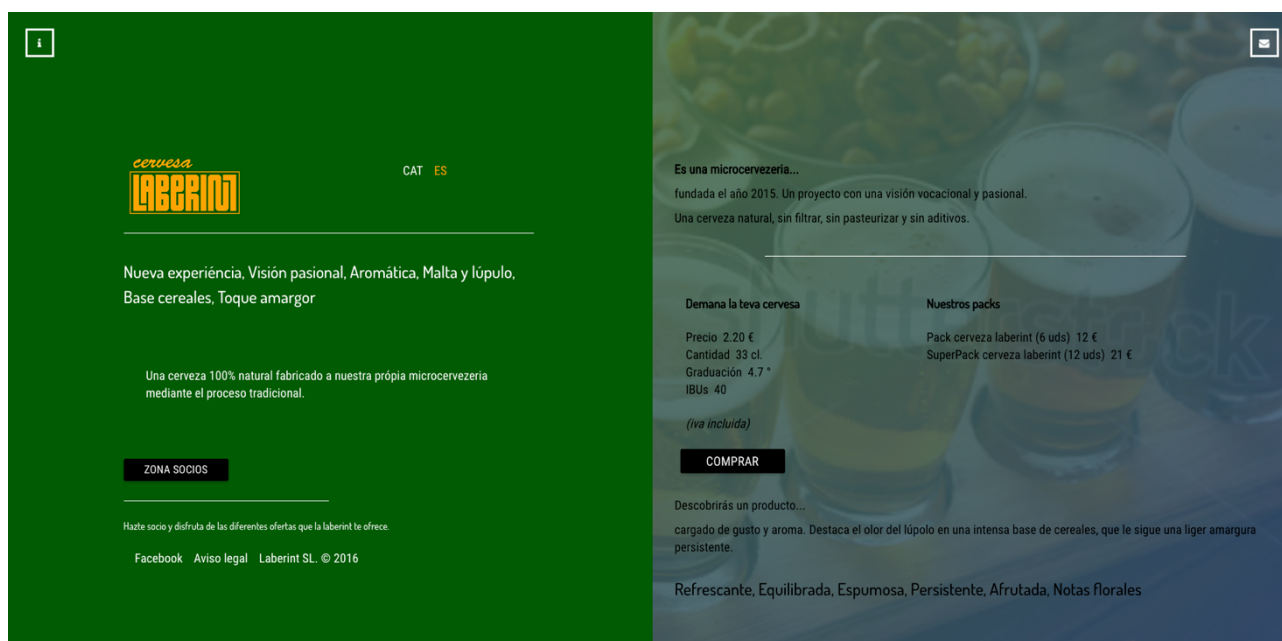 i
cervesa
LABERINT
CAT ES
Nueva experiéncia, Visión pasional, Aromática, Malta y lúpulo,
Base cereales, Toque amargor
Una cerveza 100% natural fabricado a nuestra própia microcervezeria
mediante el proceso tradicional.
ZONA SOCIOS
Hazte socio y disfruta de las diferentes ofertas que la laberint te ofrece.
Facebook Aviso legal Laberint SL. © 2016
Es una microcervezeria...
fundada el año 2015. Un proyecto con una visión vocacional y pasional.
Una cerveza natural, sin filtrar, sin pasteurizar y sin aditivos.
Demana la teva cervesa
Precio 2.20 €
Cantidad 33 cl.
Graduación 4.7 °
IBUs 40
(iva incluida)
COMPRAR
Nuestros packs
Pack cerveza laberint (6 uds) 12 €
SuperPack cerveza laberint (12 uds) 21 €
shutterstock
Descobrirás un producto...
cargado de gusto y aroma. Destaca el olor del lúpolo en una intensa base de cereales, que le sigue una liger amargura
persistente.
Refrescante, Equilibrada, Espumosa, Persistente, Afrutada, Notas florales